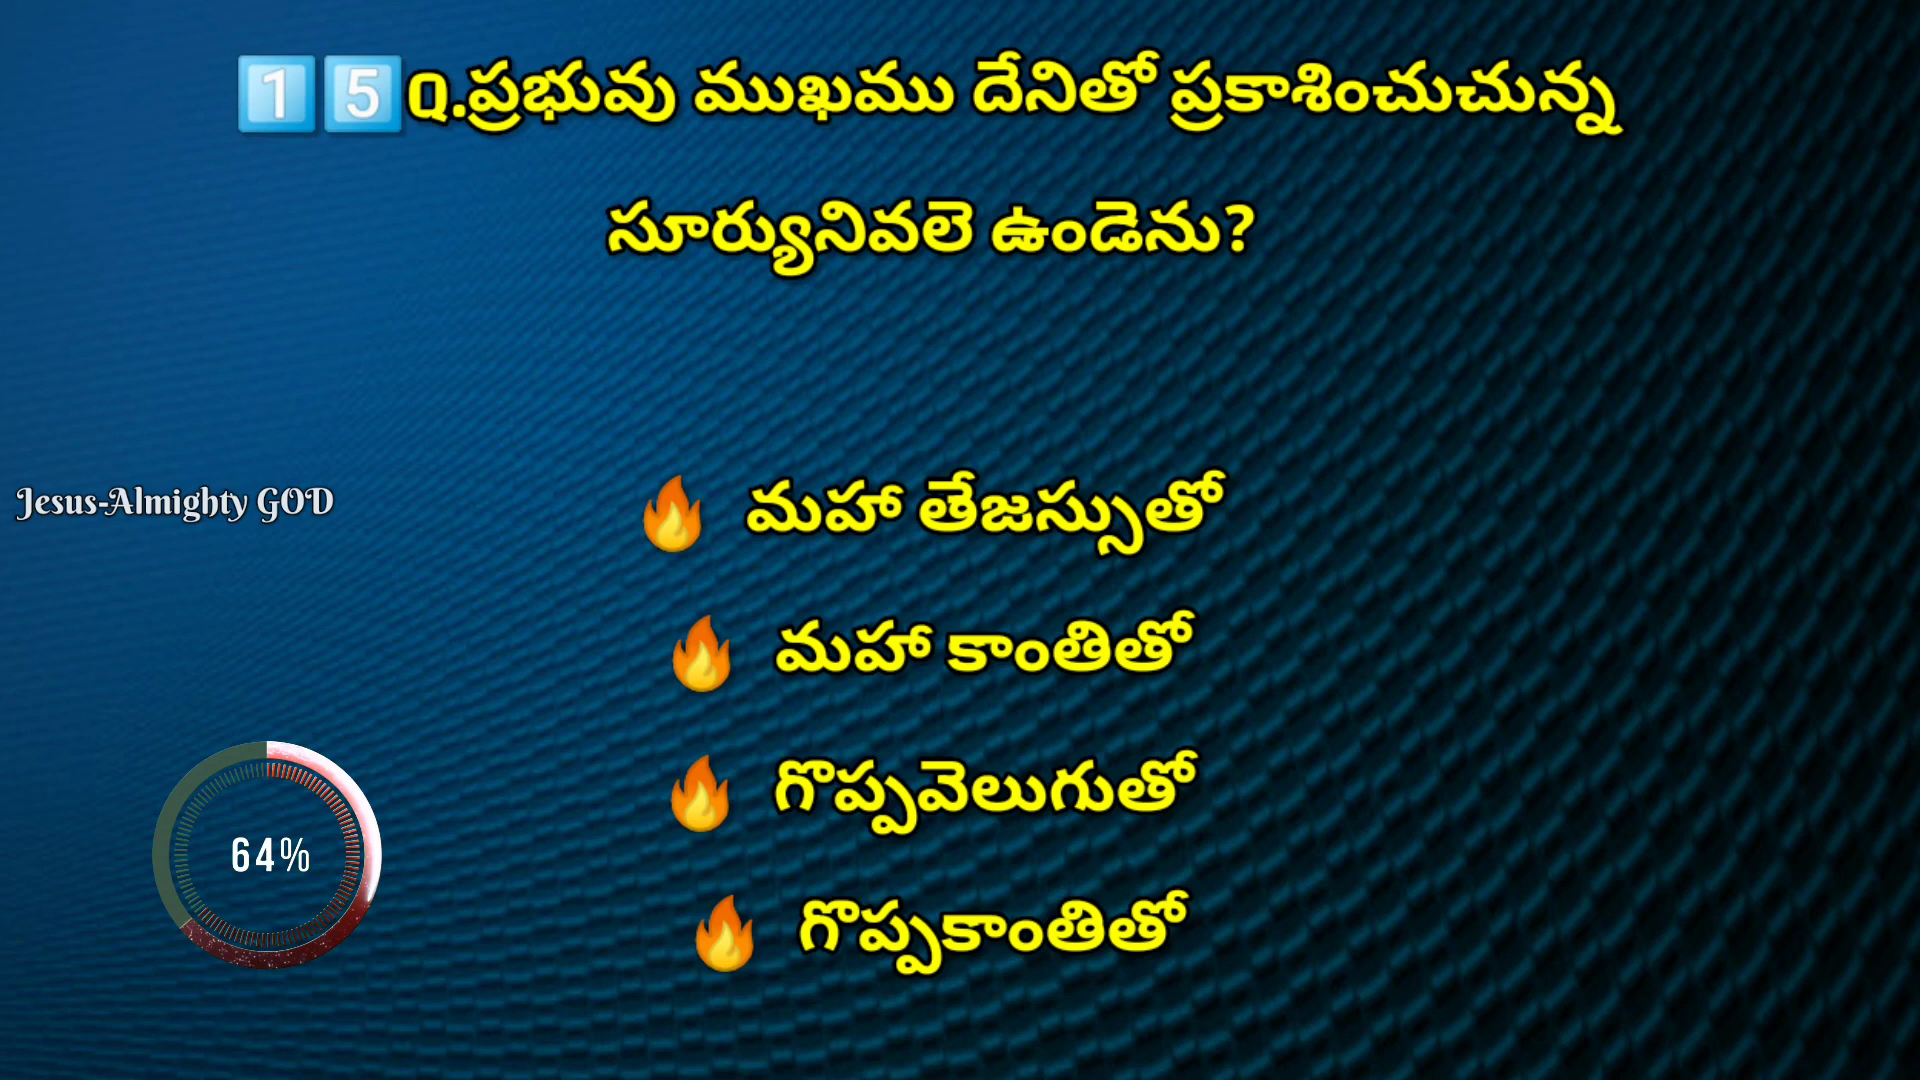 1️⃣5️⃣Q.ప్రభువు ముఖము దేనితో ప్రకాశించుచున్న
సూర్యునివలె ఉండెను?
Jesus-Almighty GOD
🔥 మహా తేజస్సుతో
🔥 మహా కాంతితో
🔥 గొప్పవెలుగుతో
🔥 గొప్పకాంతితో
64%